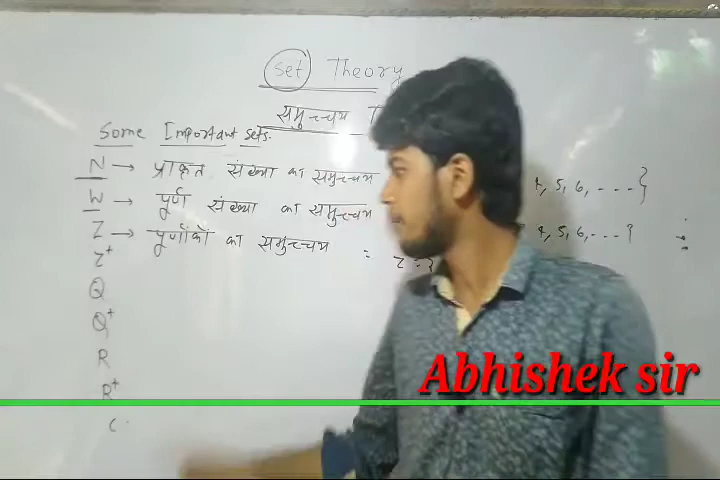 Set Theory
समुच्चय
Some Important sets.
N → प्राकृत संख्या का समुच्चय 4, 5, 6, ....}
W → पूर्ण संख्या का समुच्चय
Z → पूर्णांकों का समुच्चय = Z = { 4, 5, 6, ....}
Z⁺
Q
Q⁺
R
R⁺
C
Abhishek sir